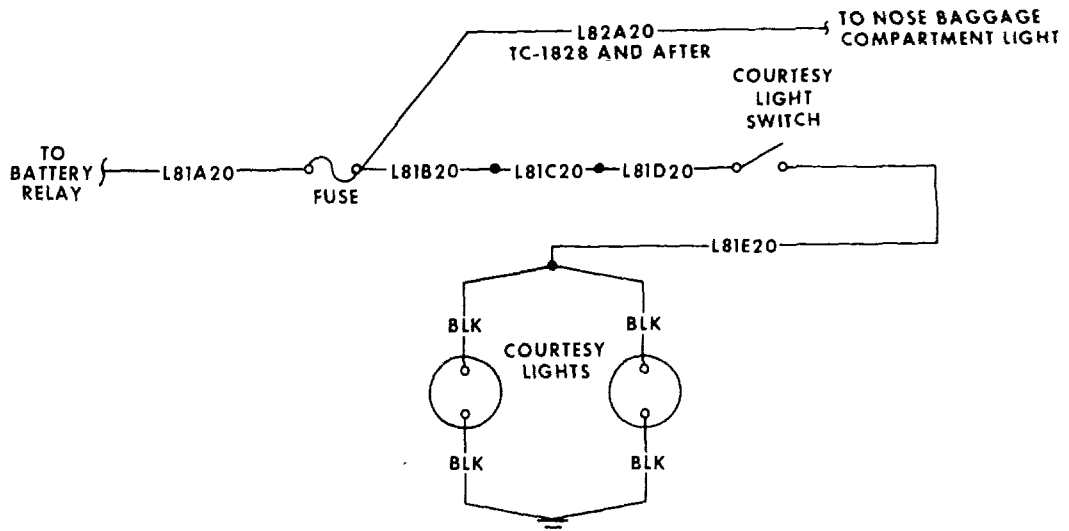 L82A20
TC-1828 AND AFTER
TO NOSE BAGGAGE
COMPARTMENT LIGHT
COURTESY
LIGHT
SWITCH
TO
BATTERY
RELAY
L81A20
FUSE
L81B20
L81C20
L81D20
L81E20
BLK
BLK
COURTESY
LIGHTS
BLK
BLK